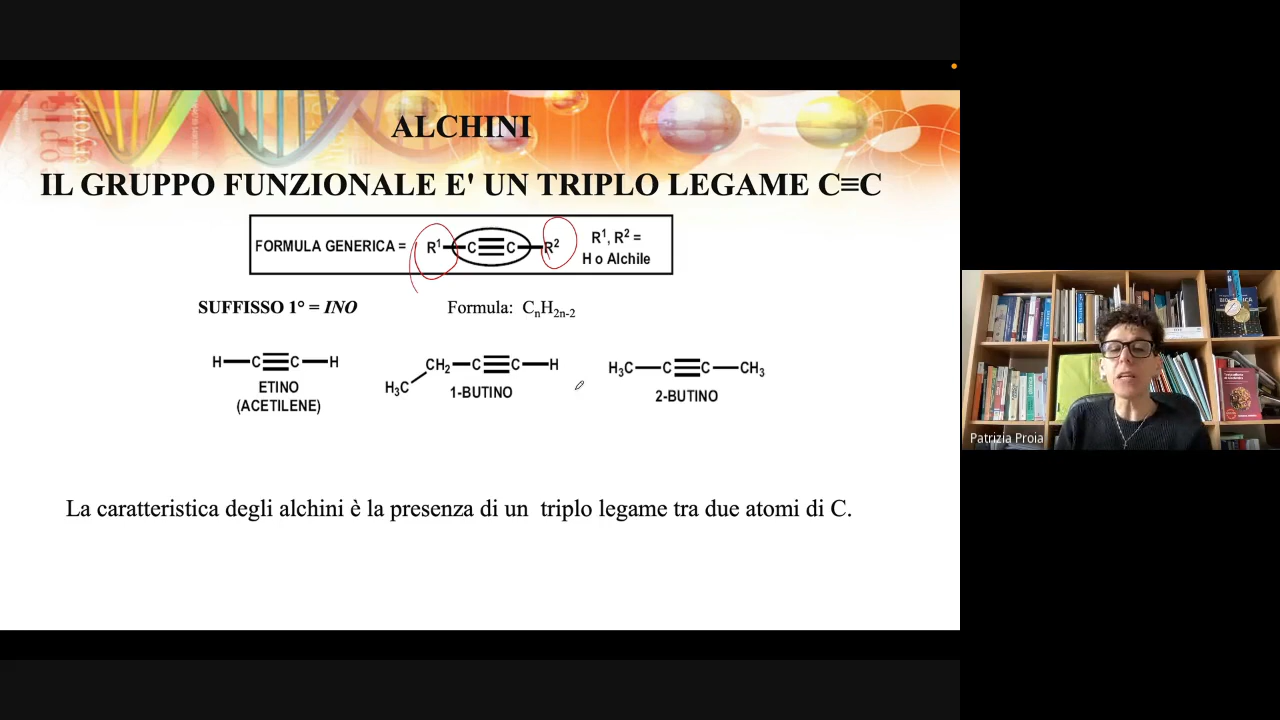 ALCHINI
IL GRUPPO FUNZIONALE E' UN TRIPLO LEGAME C≡C
FORMULA GENERICA = R¹—C≡C—R² R¹, R² =
H o Alchile
SUFFISSO 1° = INO Formula: CₙH₂ₙ₋₂
H—C≡C—H
ETINO
(ACETILENE)
CH₂—C≡C—H
H₃C
1-BUTINO
H₃C—C≡C—CH₃
2-BUTINO
La caratteristica degli alchini è la presenza di un triplo legame tra due atomi di C.
Patrizia Proia